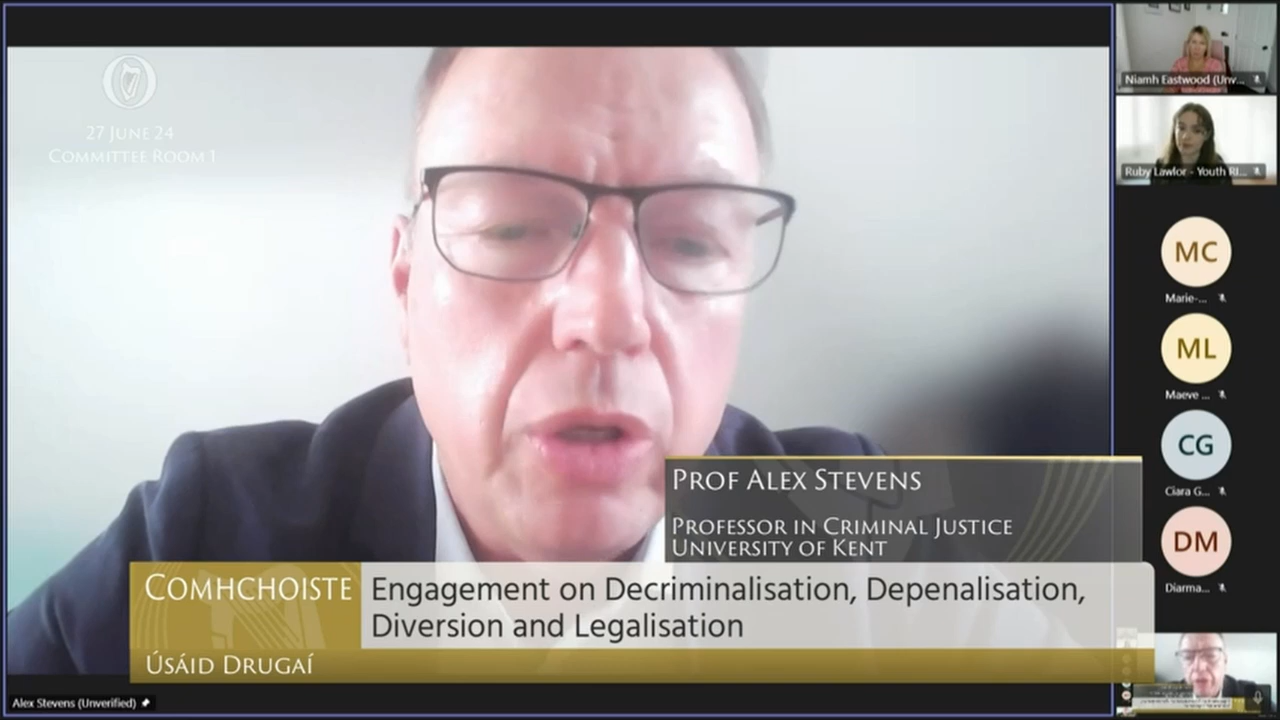 27 June 24
Committee Room 1
Prof Alex Stevens
Professor in Criminal Justice
University of Kent
Comhchoiste
Engagement on Decriminalisation, Depenalisation,
Diversion and Legalisation
Úsáid Drugaí
Alex Stevens (Unverified)
Niamh Eastwood (Unv...
Ruby Lawlor - Youth RI...
MC
Marie-...
ML
Maeve ...
CG
Ciara G...
DM
Diarma...